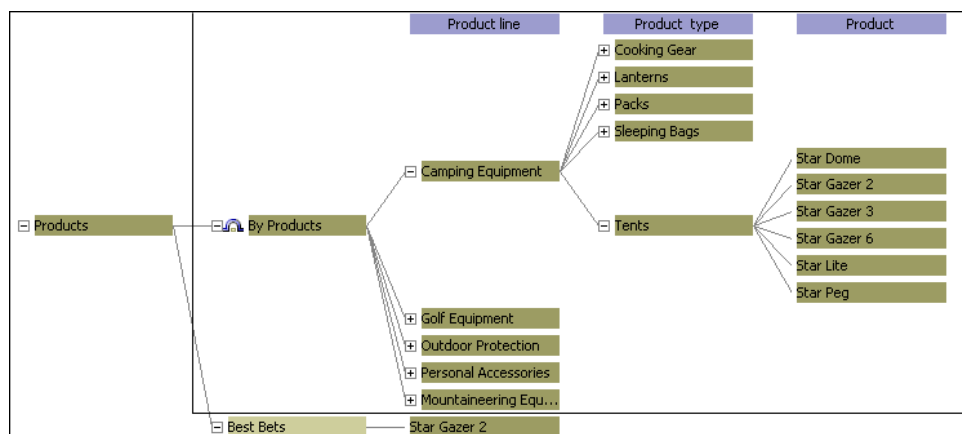 Product line
Product type
Product
Cooking Gear
Lanterns
Packs
Sleeping Bags
Star Dome
Camping Equipment
Star Gazer 2
Star Gazer 3
Products
By Products
Tents
Star Gazer 6
Star Lite
Star Peg
Golf Equipment
Outdoor Protection
Personal Accessories
Mountaineering Equ...
Best Bets
Star Gazer 2